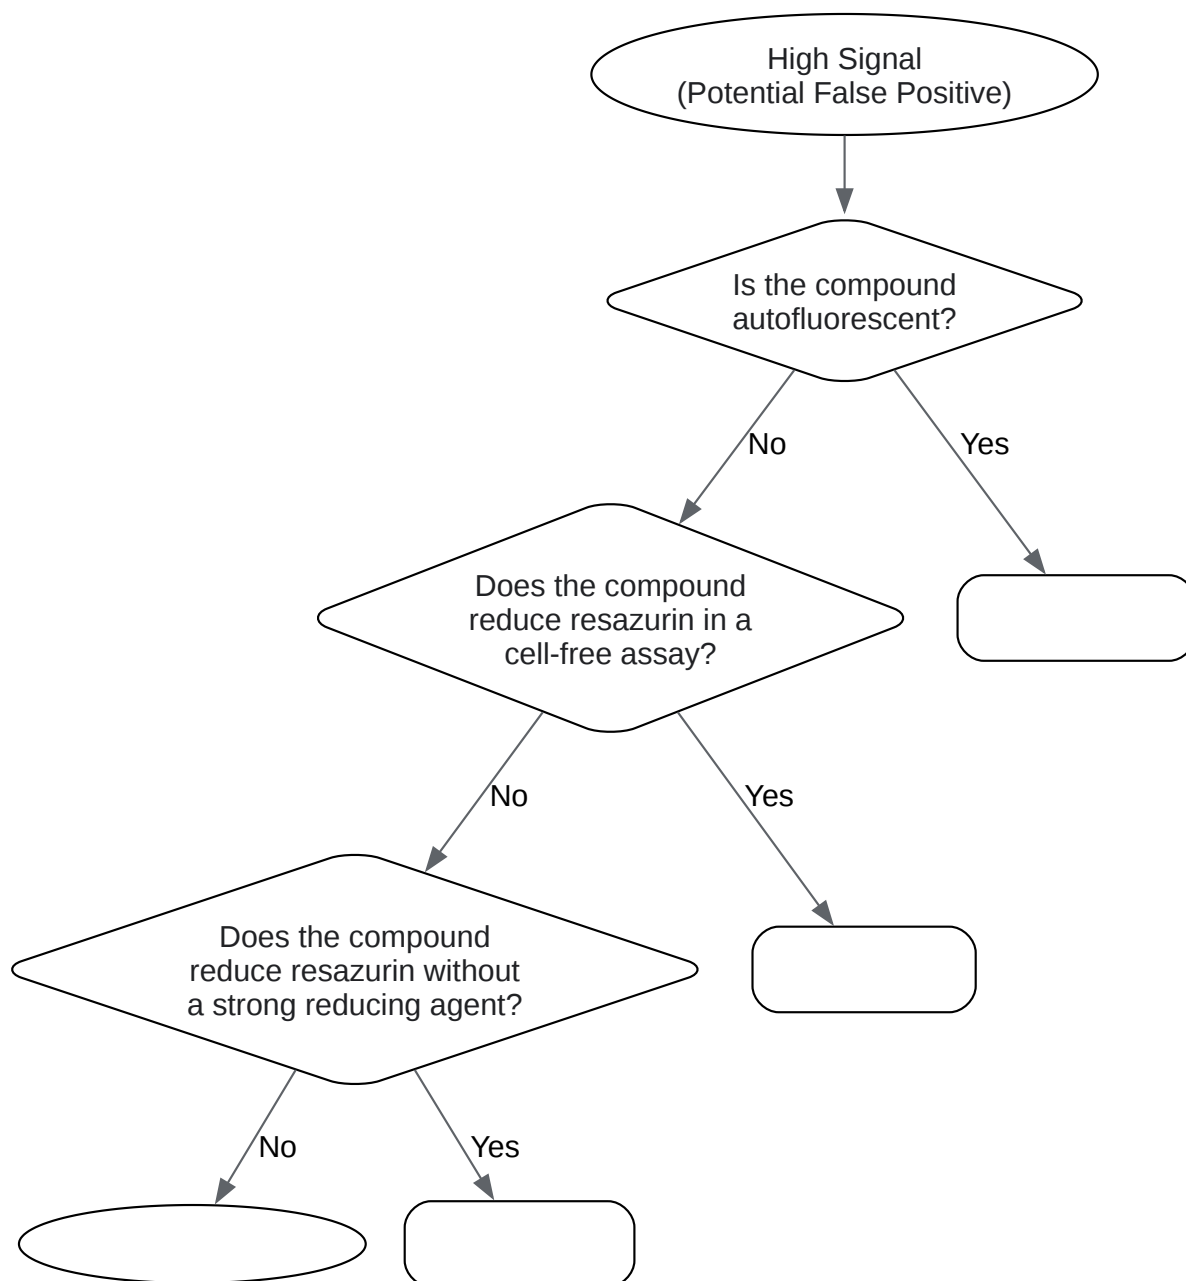 High Signal
(Potential False Positive)
Is the compound
autofluorescent?
No
Yes
Does the compound
reduce resazurin in a
cell-free assay?
No
Yes
Does the compound
reduce resazurin without
a strong reducing agent?
No
Yes